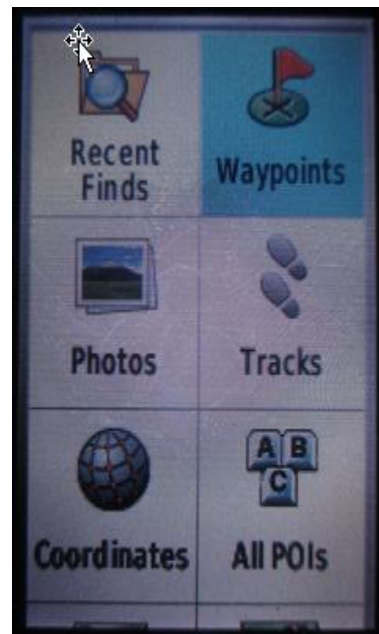 Recent
Finds
Waypoints
Photos
Tracks
Coordinates
A B
C
All POIs